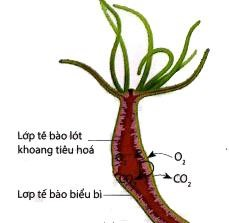 Lớp tế bào lót
khoang tiêu hoá
O₂
CO₂
Lớp tế bào biểu bì